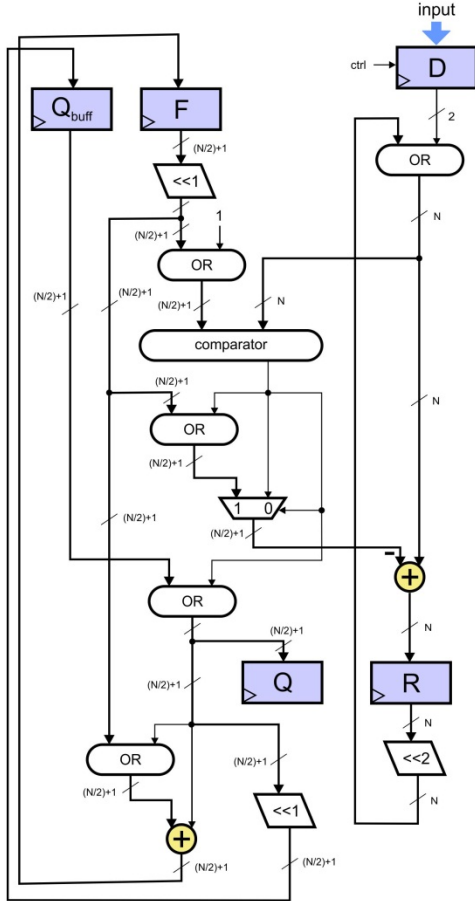 input
ctrl
D
Q buff
F
2
(N/2)+1
OR
<<1
N
1
(N/2)+1
OR
(N/2)+1
(N/2)+1
(N/2)+1
N
comparator
(N/2)+1
N
OR
(N/2)+1
1 0
(N/2)+1
(N/2)+1
-
+
OR
N
(N/2)+1
(N/2)+1
Q
R
N
OR
(N/2)+1
<<2
(N/2)+1
<<1
N
+
(N/2)+1
(N/2)+1